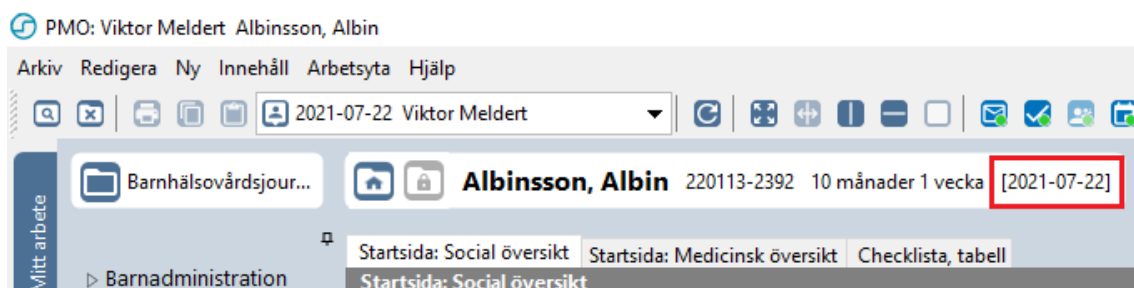 PMO: Viktor Meldert Albinsson, Albin
Arkiv Redigera Ny Innehåll Arbetsyta Hjälp
2021-07-22 Viktor Meldert
Mitt arbete
Barnhälsovårdsjour...
Albinsson, Albin 220113-2392 10 månader 1 vecka [2021-07-22]
Startsida: Social översikt Startsida: Medicinsk översikt Checklista, tabell
Barnadministration
Startsida: Social översikt